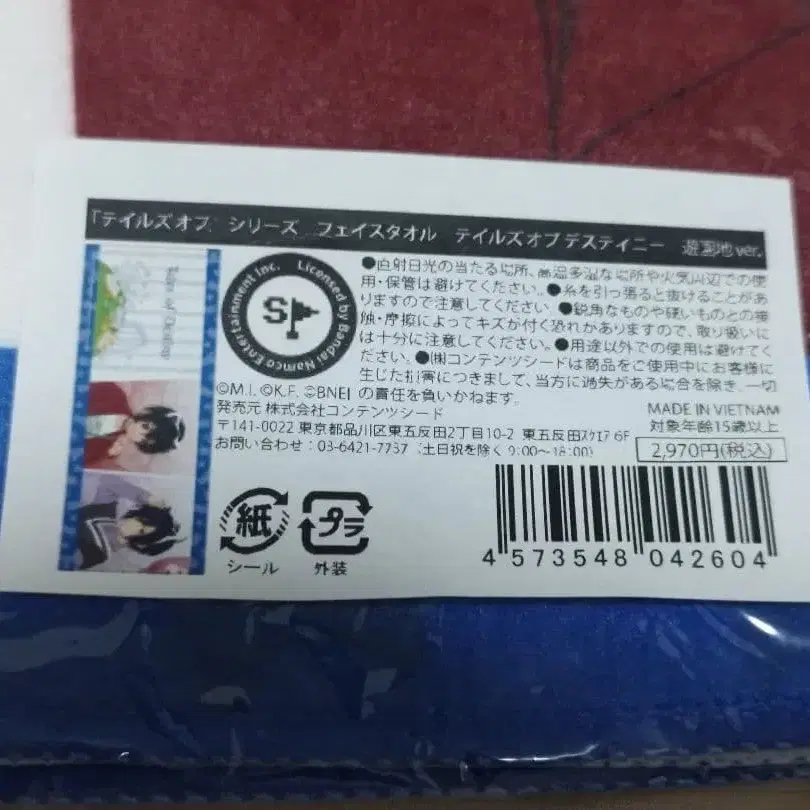 「テイルズ オブ」シリーズ フェイスタオル テイルズ オブ デスティニー 遊園地 ver.
Tales of Destiny
Licensed by Bandai Namco Entertainment Inc.
S
●直射日光の当たる場所、高温多湿な場所や火気周辺での使
用・保管は避けてください。●糸を引っ張ると抜けることがあ
りますので注意してください ●鋭角なものや硬いものとの接
触・摩擦によってキズが付く恐れがありますので、取り扱いに
は十分に注意して下さい。●用途以外での使用は避けてく
ださい。●㈱コンテンツシードは商品をご使用中にお客様に
生じた損害につきまして、当方に過失がある場合を除き、一切
の責任を負いかねます。
©M.I. ©K.F. ©BNEI
発売元 株式会社コンテンツシード
〒141-0022 東京都品川区東五反田2丁目10-2 東五反田ｽｸｴｱ 6F
お問い合わせ：03-6421-7737（土日祝を除く 9:00～18:00）
MADE IN VIETNAM
対象年齢15歳以上
2,970円(税込)
紙
シール
プラ
外装
4 573548 042604